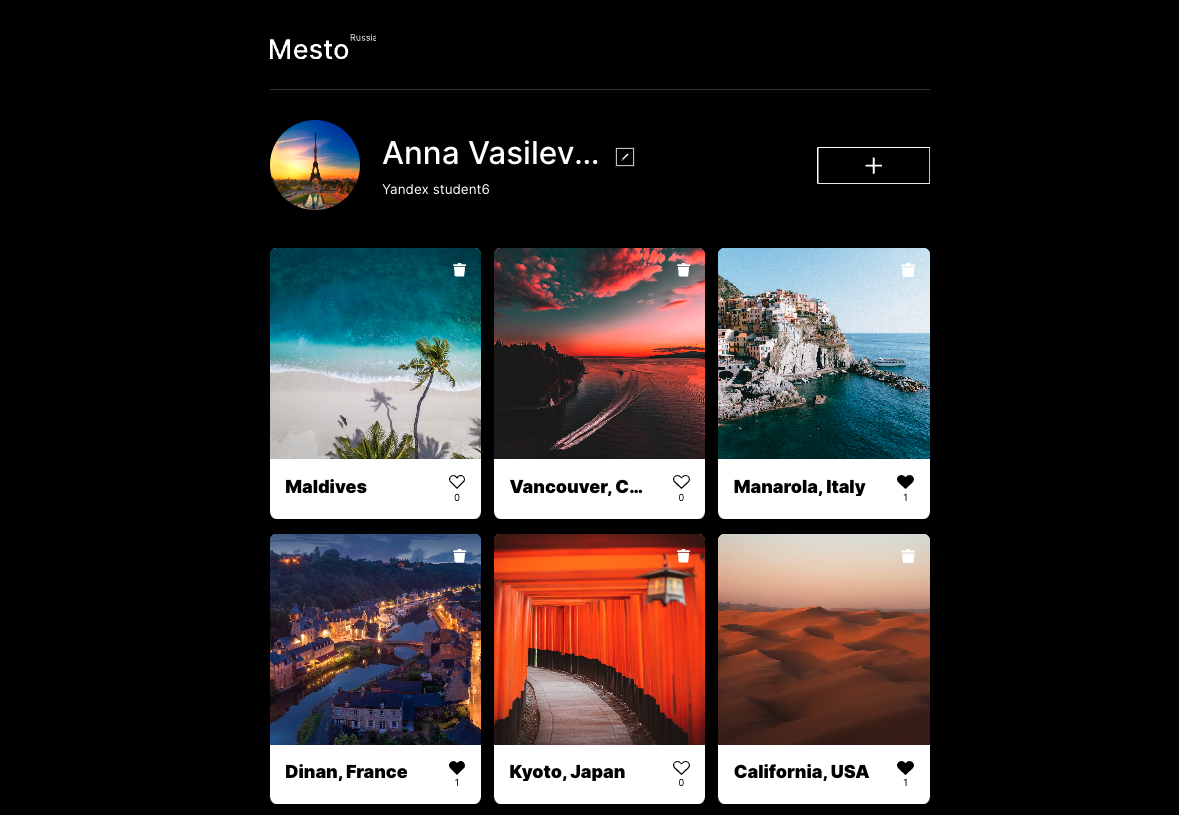 Mesto Russia
Anna Vasilev...
Yandex student6
Maldives
0
Vancouver, C...
0
Manarola, Italy
1
Dinan, France
1
Kyoto, Japan
0
California, USA
1